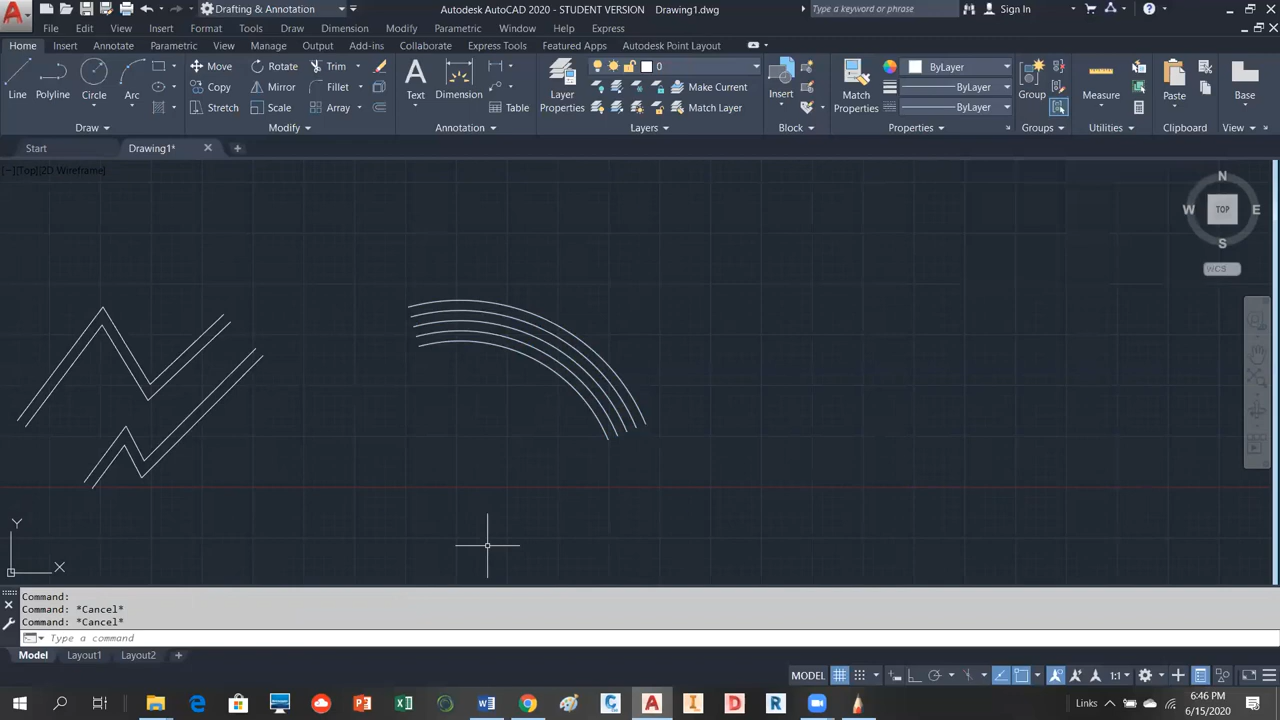 Drafting & Annotation
Autodesk AutoCAD 2020 - STUDENT VERSION Drawing1.dwg
Type a keyword or phrase
Sign In
File Edit View Insert Format Tools Draw Dimension Modify Parametric Window Help Express
Home Insert Annotate Parametric View Manage Output Add-ins Collaborate Express Tools Featured Apps Autodesk Point Layout
Move Rotate Trim
0
ByLayer
Copy Mirror Fillet
Make Current
ByLayer
Line Polyline Circle Arc
Text Dimension
Layer Properties
Insert
Match Properties
Group
Measure
Paste
Base
Stretch Scale Array
Table
Match Layer
ByLayer
Draw Modify Annotation Layers Block Properties Groups Utilities Clipboard View
Start Drawing1*
[−][Top][2D Wireframe]
N
W TOP E
S
WCS
Y
X
Command:
Command: *Cancel*
Command: *Cancel*
Type a command
Model Layout1 Layout2
MODEL
1:1
Links
6:46 PM
6/15/2020